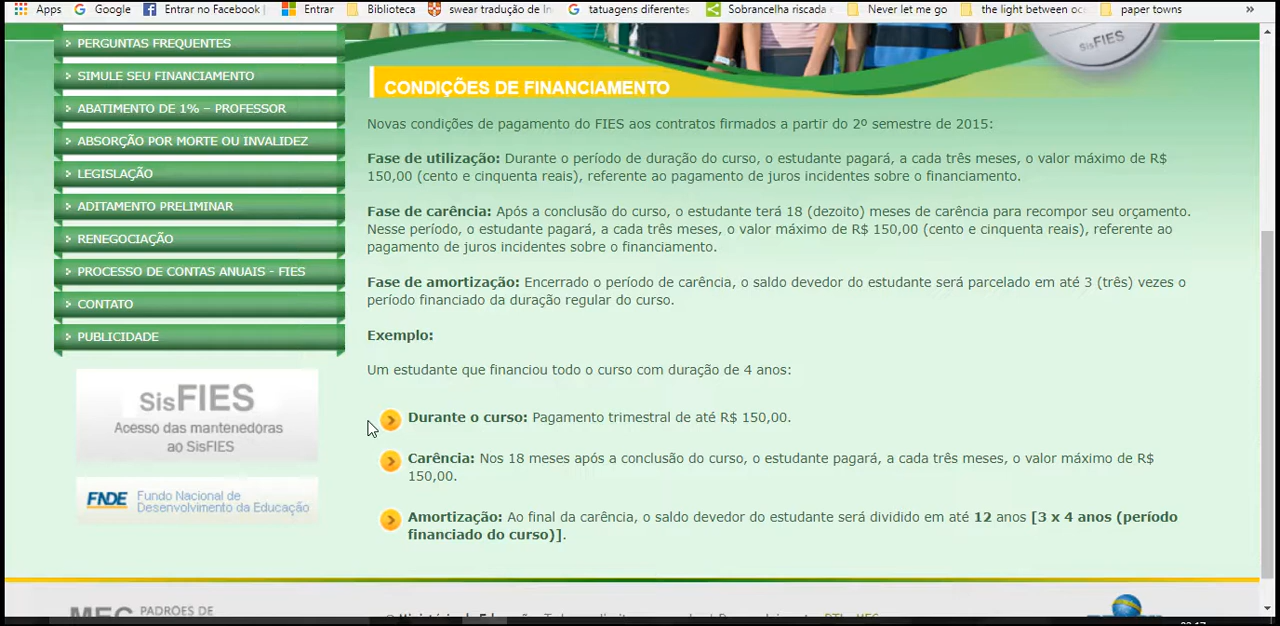 Apps Google Entrar no Facebook Entrar Biblioteca swear tradução de In tatuagens diferentes Sobrancelha riscada Never let me go the light between oce paper towns »
PERGUNTAS FREQUENTES
SIMULE SEU FINANCIAMENTO
ABATIMENTO DE 1% – PROFESSOR
ABSORÇÃO POR MORTE OU INVALIDEZ
LEGISLAÇÃO
ADITAMENTO PRELIMINAR
RENEGOCIAÇÃO
PROCESSO DE CONTAS ANUAIS - FIES
CONTATO
PUBLICIDADE
SisFIES
Acesso das mantenedoras
ao SisFIES
FNDE Fundo Nacional de
Desenvolvimento da Educação
sisFIES
CONDIÇÕES DE FINANCIAMENTO
Novas condições de pagamento do FIES aos contratos firmados a partir do 2º semestre de 2015:
Fase de utilização: Durante o período de duração do curso, o estudante pagará, a cada três meses, o valor máximo de R$
150,00 (cento e cinquenta reais), referente ao pagamento de juros incidentes sobre o financiamento.
Fase de carência: Após a conclusão do curso, o estudante terá 18 (dezoito) meses de carência para recompor seu orçamento.
Nesse período, o estudante pagará, a cada três meses, o valor máximo de R$ 150,00 (cento e cinquenta reais), referente ao
pagamento de juros incidentes sobre o financiamento.
Fase de amortização: Encerrado o período de carência, o saldo devedor do estudante será parcelado em até 3 (três) vezes o
período financiado da duração regular do curso.
Exemplo:
Um estudante que financiou todo o curso com duração de 4 anos:
Durante o curso: Pagamento trimestral de até R$ 150,00.
Carência: Nos 18 meses após a conclusão do curso, o estudante pagará, a cada três meses, o valor máximo de R$
150,00.
Amortização: Ao final da carência, o saldo devedor do estudante será dividido em até 12 anos [3 x 4 anos (período
financiado do curso)].
MEC PADRÕES DE